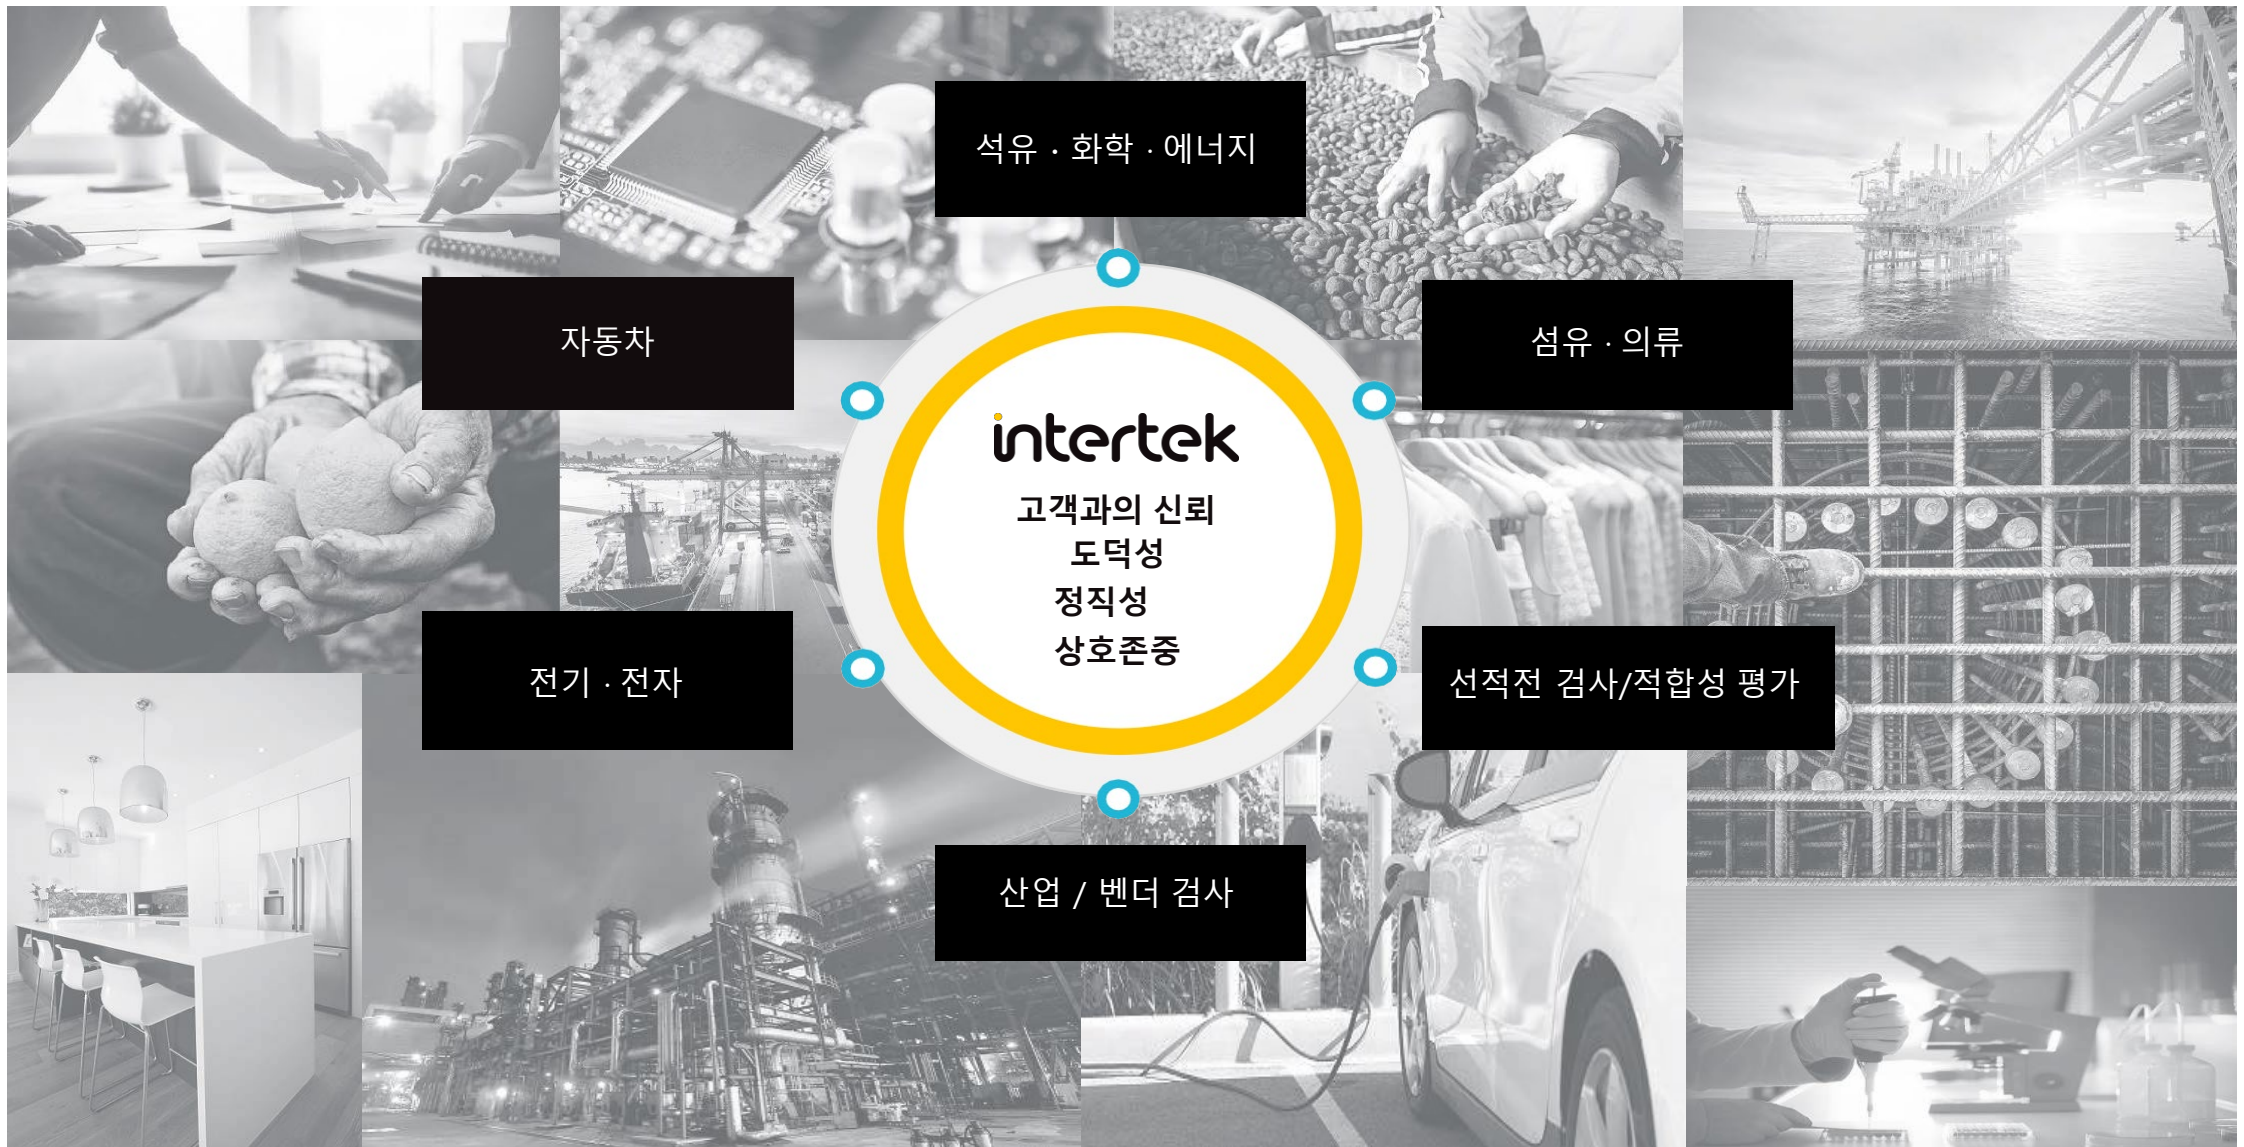 석유 · 화학 · 에너지
자동차
섬유 · 의류
intertek
고객과의 신뢰
도덕성
정직성
상호존중
전기 · 전자
선적전 검사/적합성 평가
산업 / 벤더 검사